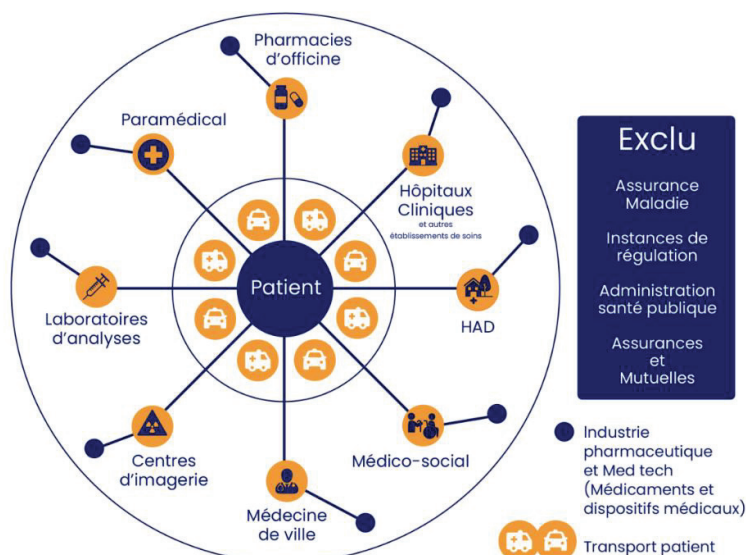 Pharmacies
d'officine
Paramédical
Hôpitaux
Cliniques
et autres
établissements de soins
Patient
Laboratoires
d'analyses
HAD
Centres
d'imagerie
Médico-social
Médecine
de ville
Exclu
Assurance
Maladie
Instances de
régulation
Administration
santé publique
Assurances
et
Mutuelles
Industrie
pharmaceutique
et Med tech
(Médicaments et
dispositifs médicaux)
Transport patient